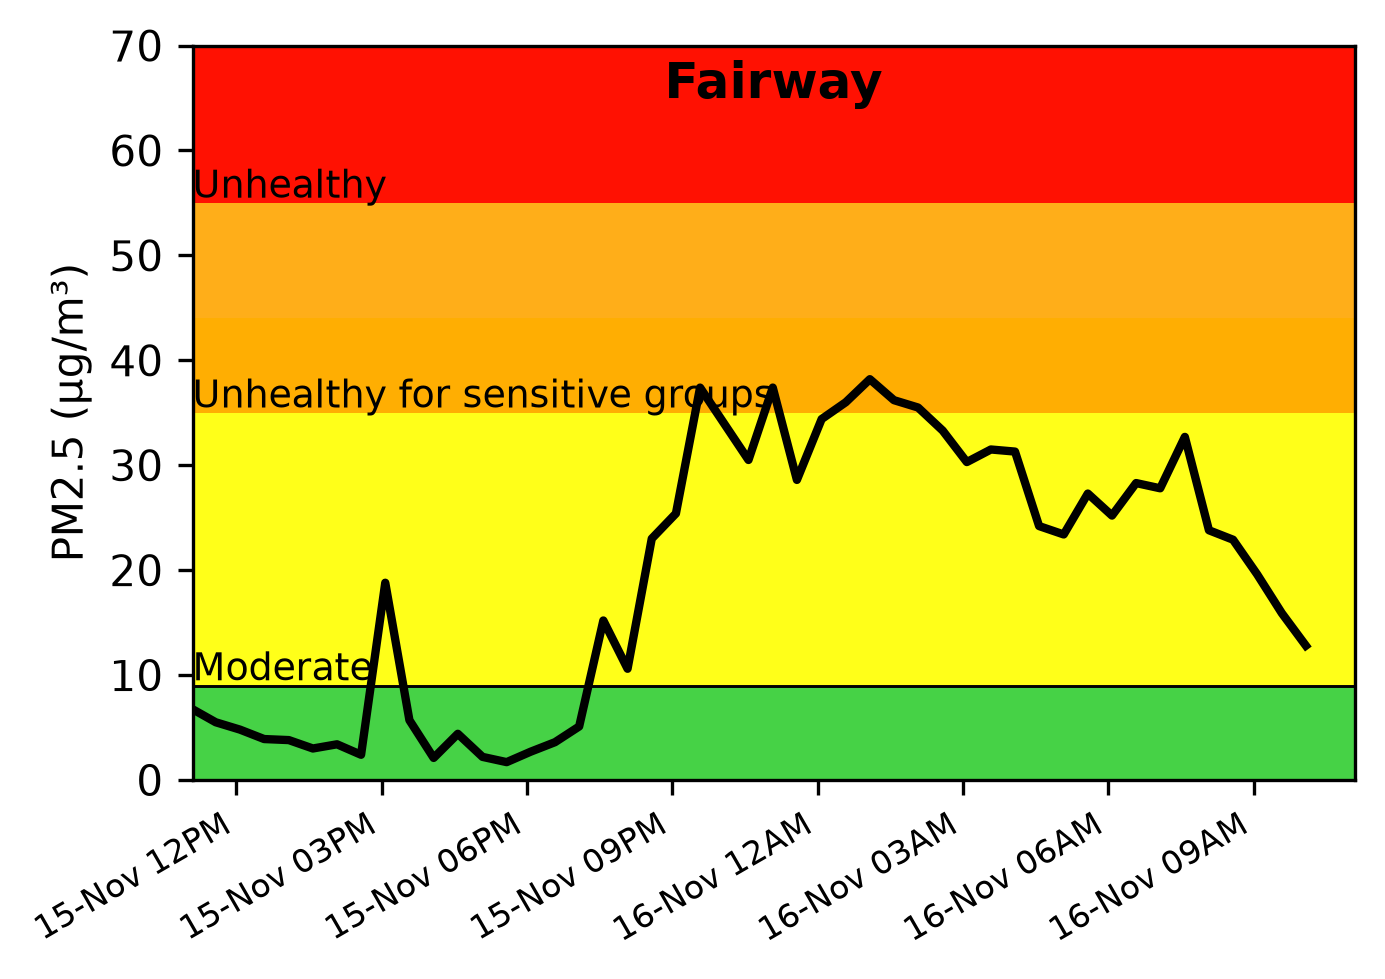 Fairway
70
60
50
40
30
20
10
0
PM2.5 (µg/m³)
Unhealthy
Unhealthy for sensitive groups
Moderate
15-Nov 12PM
15-Nov 03PM
15-Nov 06PM
15-Nov 09PM
16-Nov 12AM
16-Nov 03AM
16-Nov 06AM
16-Nov 09AM